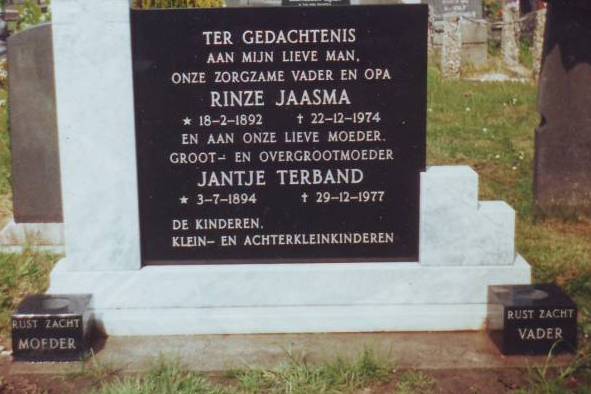 TER GEDACHTENIS
AAN MIJN LIEVE MAN,
ONZE ZORGZAME VADER EN OPA
RINZE JAASMA
★ 18-2-1892 † 22-12-1974
EN AAN ONZE LIEVE MOEDER.
GROOT- EN OVERGROOTMOEDER
JANTJE TERBAND
★ 3-7-1894 † 29-12-1977
DE KINDEREN,
KLEIN- EN ACHTERKLEINKINDEREN
RUST ZACHT
MOEDER
RUST ZACHT
VADER